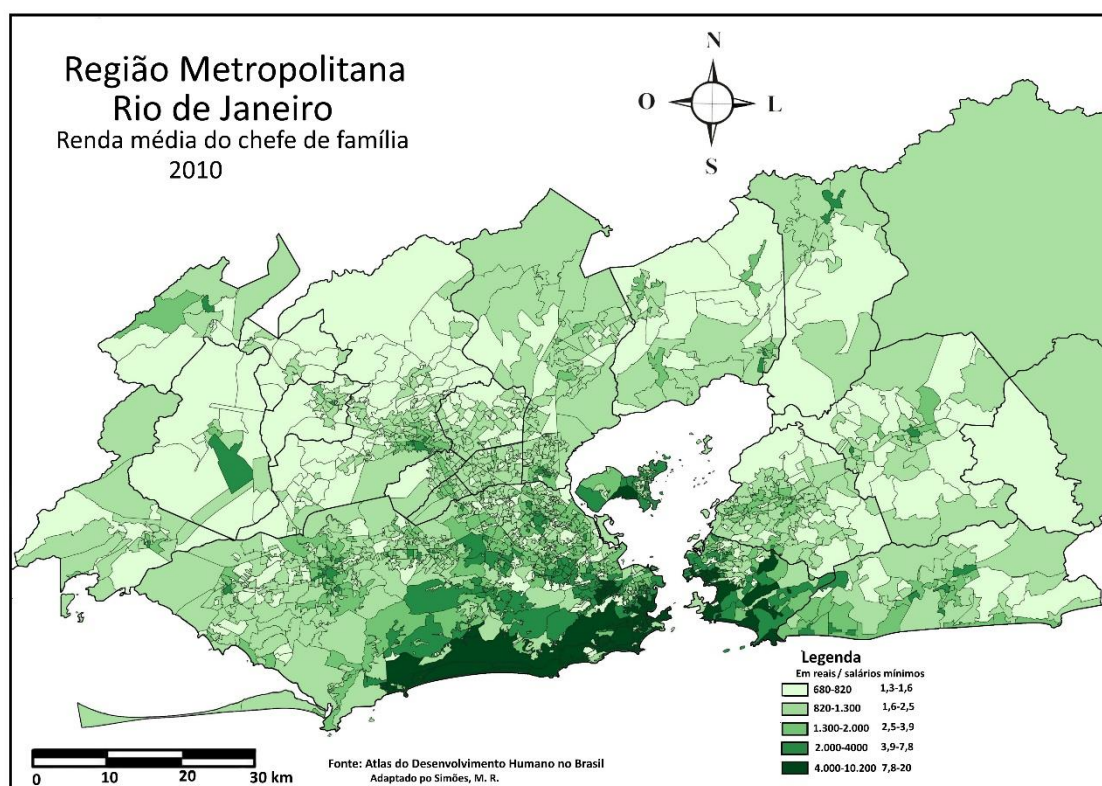 Região Metropolitana
Rio de Janeiro
Renda média do chefe de família
2010
N
O
L
S
Legenda
Em reais / salários mínimos
680-820 1,3-1,6
820-1.300 1,6-2,5
1.300-2.000 2,5-3,9
2.000-4000 3,9-7,8
4.000-10.200 7,8-20
0 10 20 30 km
Fonte: Atlas do Desenvolvimento Humano no Brasil
Adaptado po Simões, M. R.